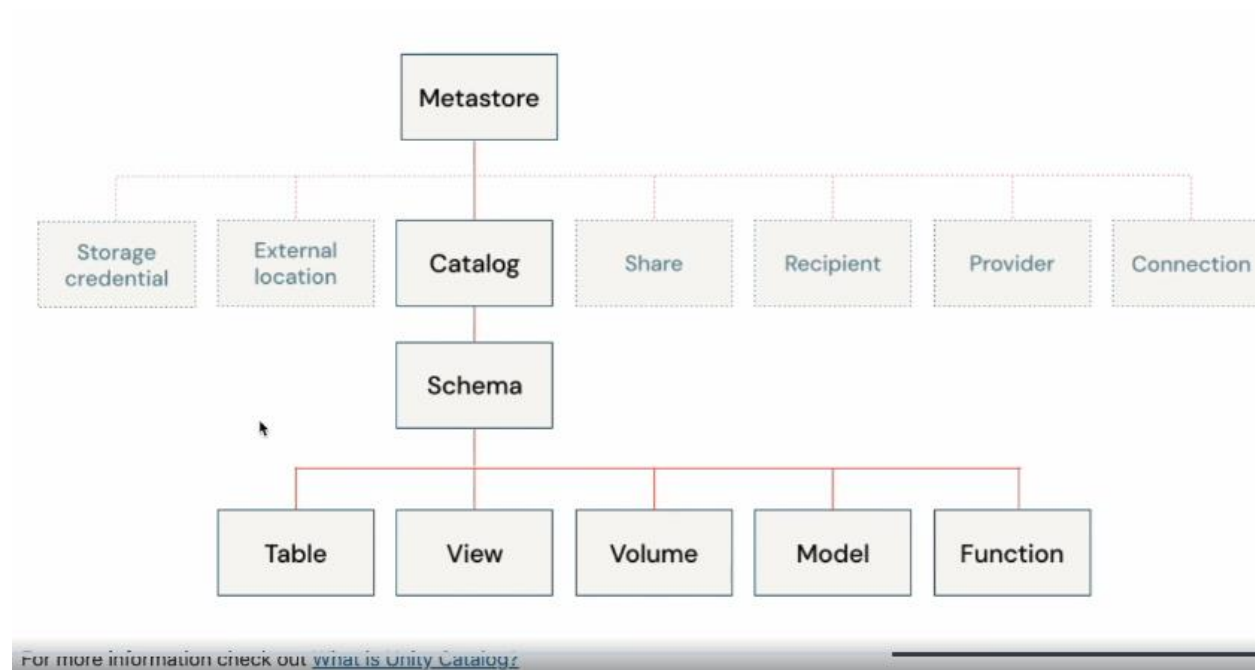 Metastore
Storage
credential
External
location
Catalog
Share
Recipient
Provider
Connection
Schema
Table
View
Volume
Model
Function
For more information check out What is Unity Catalog?